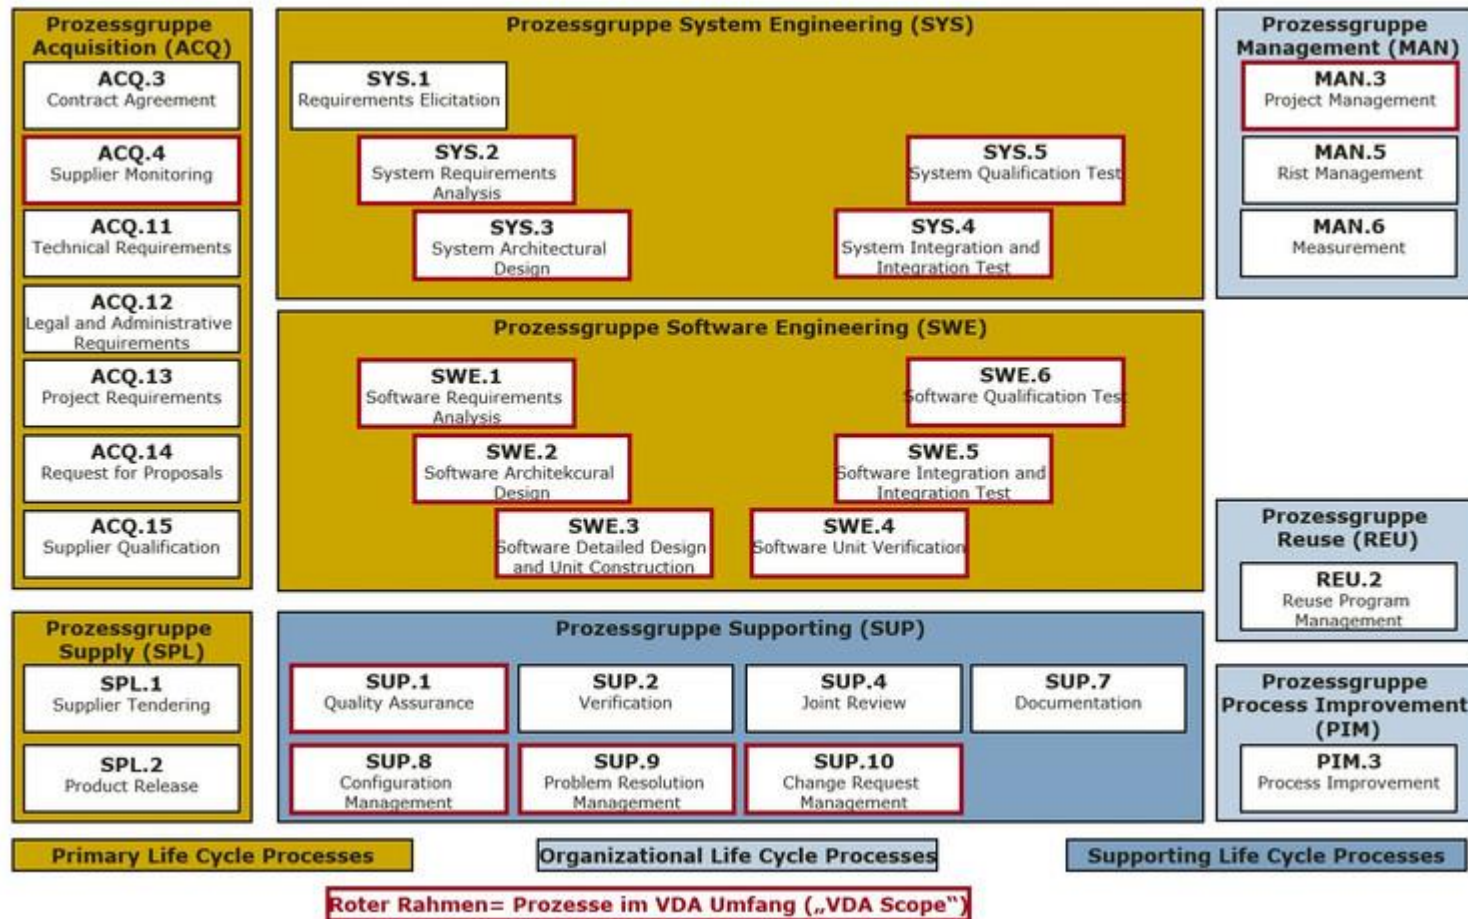 Prozessgruppe
Acquisition (ACQ)
ACQ.3
Contract Agreement
ACQ.4
Supplier Monitoring
ACQ.11
Technical Requirements
ACQ.12
Legal and Administrative
Requirements
ACQ.13
Project Requirements
ACQ.14
Request for Proposals
ACQ.15
Supplier Qualification
Prozessgruppe System Engineering (SYS)
SYS.1
Requirements Elicitation
SYS.2
System Requirements
Analysis
SYS.3
System Architectural
Design
SYS.5
System Qualification Test
SYS.4
System Integration and
Integration Test
Prozessgruppe Management (MAN)
MAN.3
Project Management
MAN.5
Rist Management
MAN.6
Measurement
Prozessgruppe Software Engineering (SWE)
SWE.1
Software Requirements
Analysis
SWE.2
Software Architekcural
Design
SWE.3
Software Detailed Design
and Unit Construction
SWE.6
Software Qualification Test
SWE.5
Software Integration and
Integration Test
SWE.4
Software Unit Verification
Prozessgruppe
Reuse (REU)
REU.2
Reuse Program
Management
Prozessgruppe
Supply (SPL)
SPL.1
Supplier Tendering
SPL.2
Product Release
Prozessgruppe Supporting (SUP)
SUP.1
Quality Assurance
SUP.2
Verification
SUP.4
Joint Review
SUP.7
Documentation
SUP.8
Configuration
Management
SUP.9
Problem Resolution
Management
SUP.10
Change Request
Management
Prozessgruppe
Process Improvement
(PIM)
PIM.3
Process Improvement
Primary Life Cycle Processes
Organizational Life Cycle Processes
Supporting Life Cycle Processes
Roter Rahmen= Prozesse im VDA Umfang („VDA Scope“)